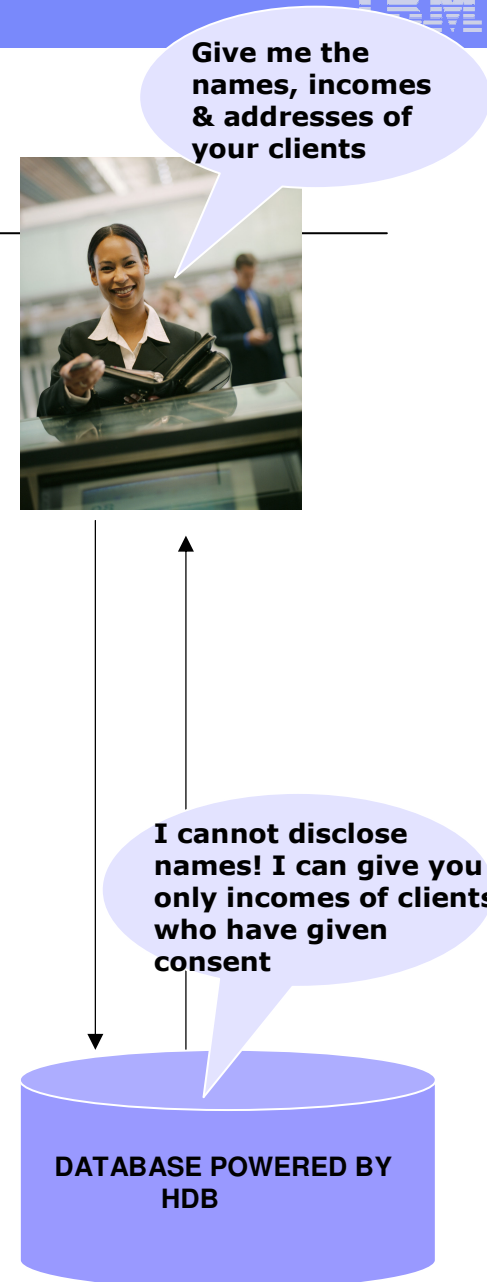 IBM
Give me the
names, incomes
& addresses of
your clients
I cannot disclose
names! I can give you
only incomes of clients
who have given
consent
DATABASE POWERED BY
HDB